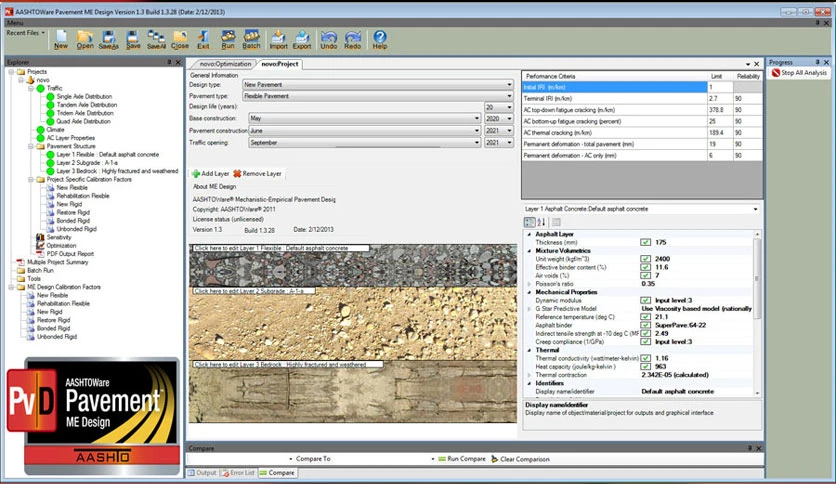 AASHTOWare Pavement ME Design Version 1.3 Build 1.3.28 (Date: 2/12/2013)
Menu
Recent Files
New Open SaveAs Save SaveAll Close Exit Run Batch Import Export Undo Redo Help
Explorer
Projects
novo
Traffic
Single Axle Distribution
Tandem Axle Distribution
Tridem Axle Distribution
Quad Axle Distribution
Climate
AC Layer Properties
Pavement Structure
Layer 1 Flexible : Default asphalt concrete
Layer 2 Subgrade : A-1-a
Layer 3 Bedrock : Highly fractured and weathered
Project Specific Calibration Factors
New Flexible
Rehabilitation Flexible
New Rigid
Restore Rigid
Bonded Rigid
Unbonded Rigid
Sensitivity
Optimization
PDF Output Report
Multiple Project Summary
Batch Run
Tools
ME Design Calibration Factors
New Flexible
Rehabilitation Flexible
New Rigid
Restore Rigid
Bonded Rigid
Unbonded Rigid
PvD
AASHTOWare
Pavement
ME Design
AASHTO
novo:Optimization novo:Project
General Information
Design type: New Pavement
Pavement type: Flexible Pavement
Design life (years): 20
Base construction: May 2020
Pavement construction: June 2021
Traffic opening: September 2021
Add Layer Remove Layer
About ME Design
AASHTOWare® Mechanistic-Empirical Pavement Desig
Copyright: AASHTOWare® 2011
License status (unlicensed)
Version 1.3 Build 1.3.28 Date: 2/12/2013
Click here to edit Layer 1 Flexible : Default asphalt concrete
Click here to edit Layer 2 Subgrade : A-1-a
Click here to edit Layer 3 Bedrock : Highly fractured and weathered
Performance Criteria Limit Reliability
Initial IRI (m/km) 1
Terminal IRI (m/km) 2.7 90
AC top-down fatigue cracking (m/km) 378.8 90
AC bottom-up fatigue cracking (percent) 25 90
AC thermal cracking (m/km) 189.4 90
Permanent deformation - total pavement (mm) 19 90
Permanent deformation - AC only (mm) 6 90
Layer 1 Asphalt Concrete:Default asphalt concrete
Asphalt Layer
Thickness (mm) 175
Mixture Volumetrics
Unit weight (kgf/m^3) 2400
Effective binder content (%) 11.6
Air voids (%) 7
Poisson's ratio 0.35
Mechanical Properties
Dynamic modulus Input level:3
G Star Predictive Model Use Viscosity based model (nationally
Reference temperature (deg C) 21.1
Asphalt binder SuperPave:64-22
Indirect tensile strength at -10 deg C (MP 2.49
Creep compliance (1/GPa) Input level:3
Thermal
Thermal conductivity (watt/meter-kelvin) 1.16
Heat capacity (joule/kg-kelvin) 963
Thermal contraction 2.342E-05 (calculated)
Identifiers
Display name/identifier Default asphalt concrete
Display name/identifier
Display name of object/material/project for outputs and graphical interface
Progress
Stop All Analysis
Compare
Compare To Run Compare Clear Comparison
Output Error List Compare